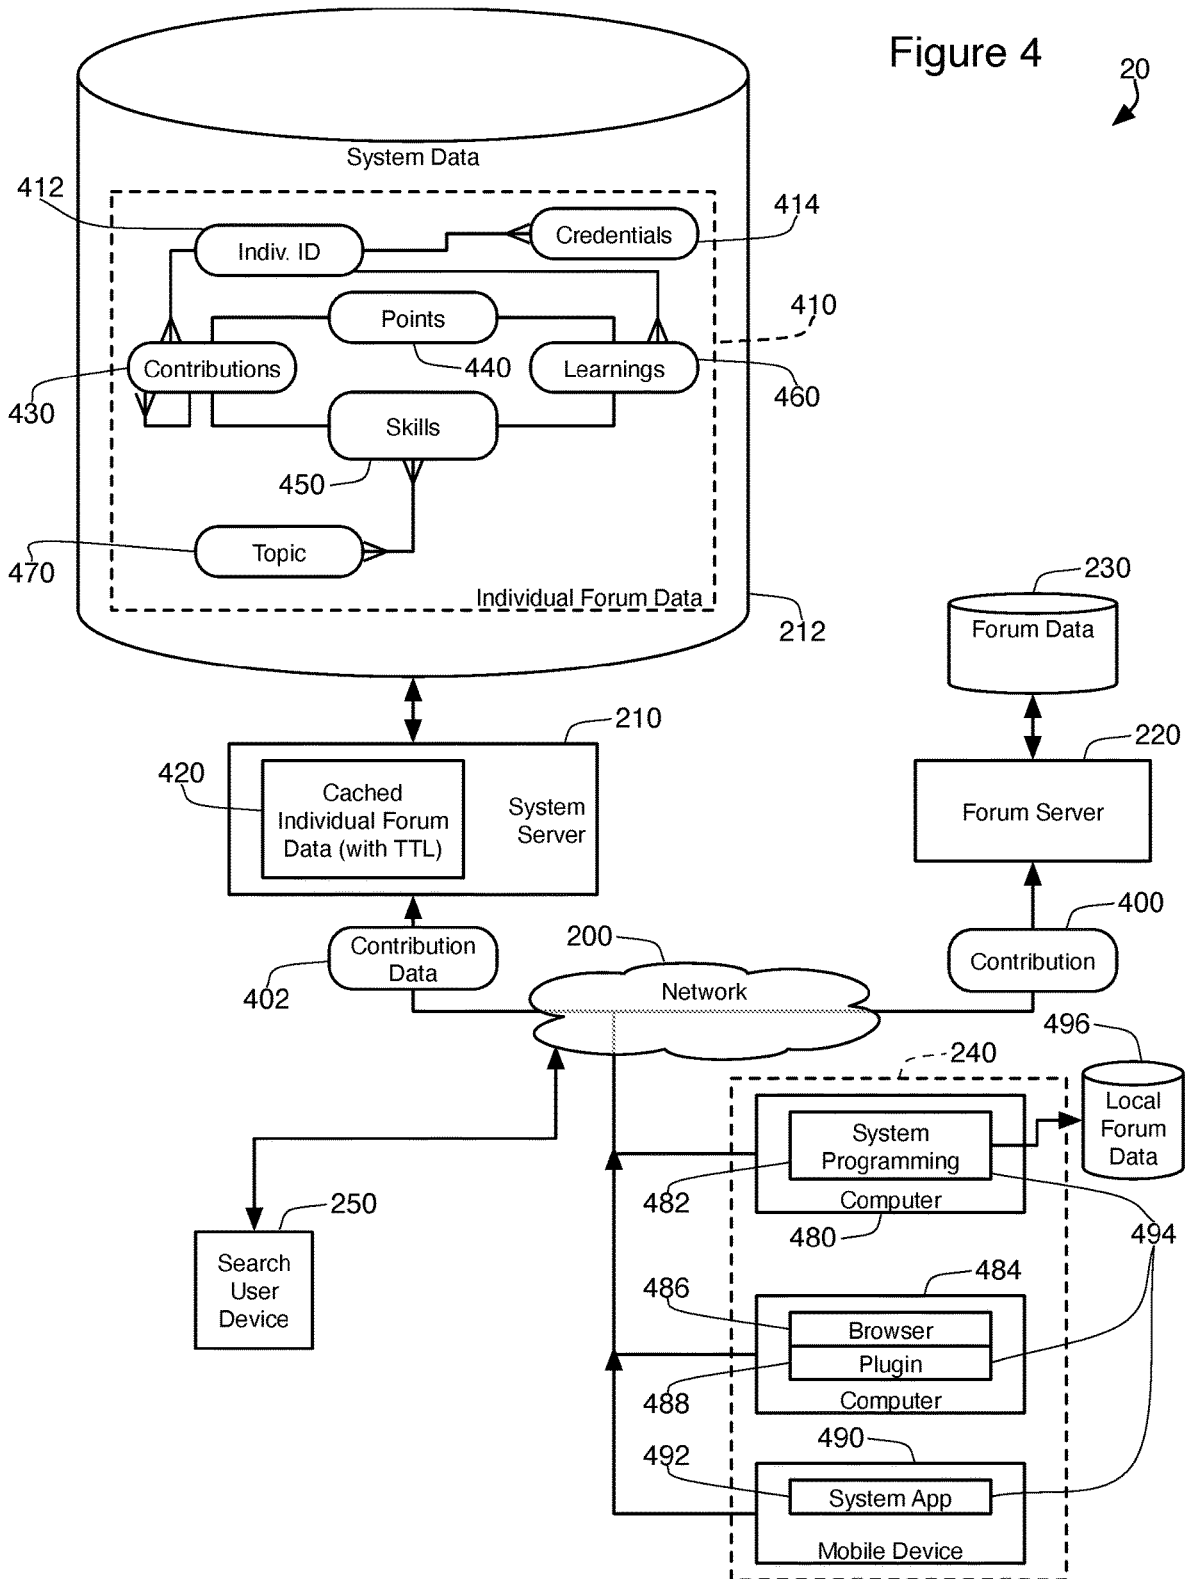 Figure 4
20
System Data
412
414
Indiv. ID
Credentials
410
Points
440
Contributions
Learnings
430
460
Skills
450
Topic
470
Individual Forum Data
212
230
Forum Data
210
220
420
Cached
Individual Forum
Data (with TTL)
System
Server
Forum Server
400
Contribution
Data
402
200
Network
Contribution
496
240
Local
Forum
Data
System
Programming
482
Computer
480
494
250
Search
User
Device
484
486
Browser
Plugin
488
Computer
490
492
System App
Mobile Device